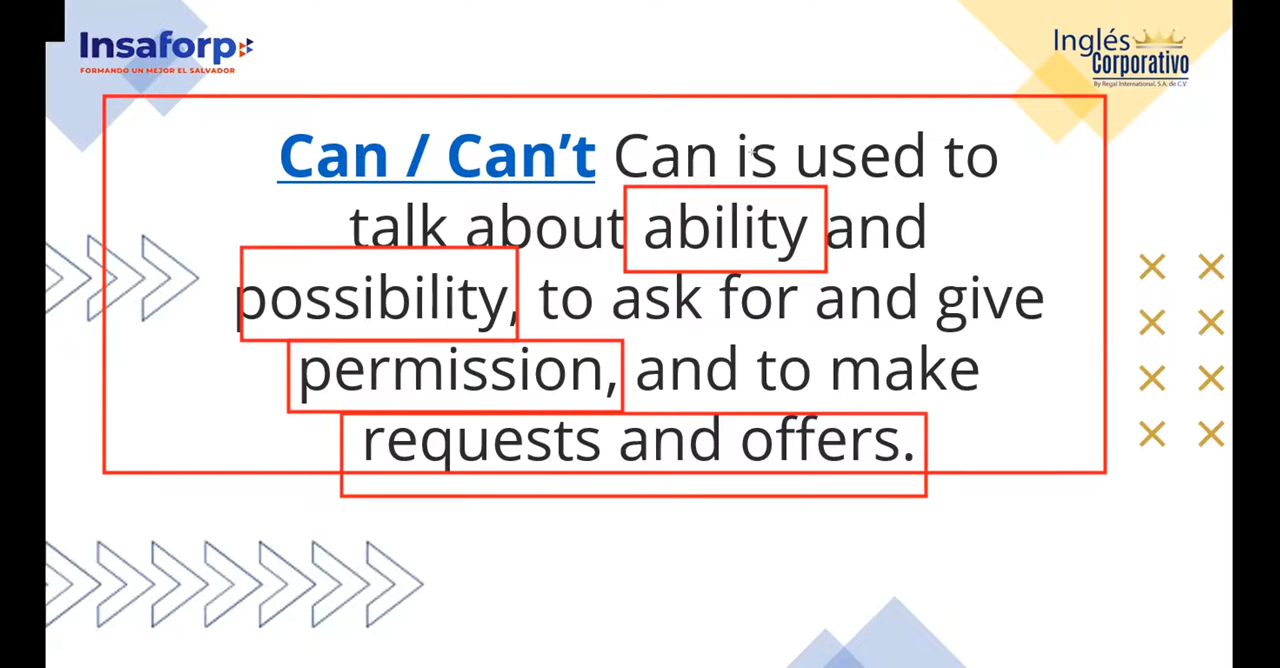 Insaforp
FORMANDO UN MEJOR EL SALVADOR
Inglés
Corporativo
By Regal International, S.A. de C.V.
Can / Can’t Can is used to
talk about ability and
possibility, to ask for and give
permission, and to make
requests and offers.